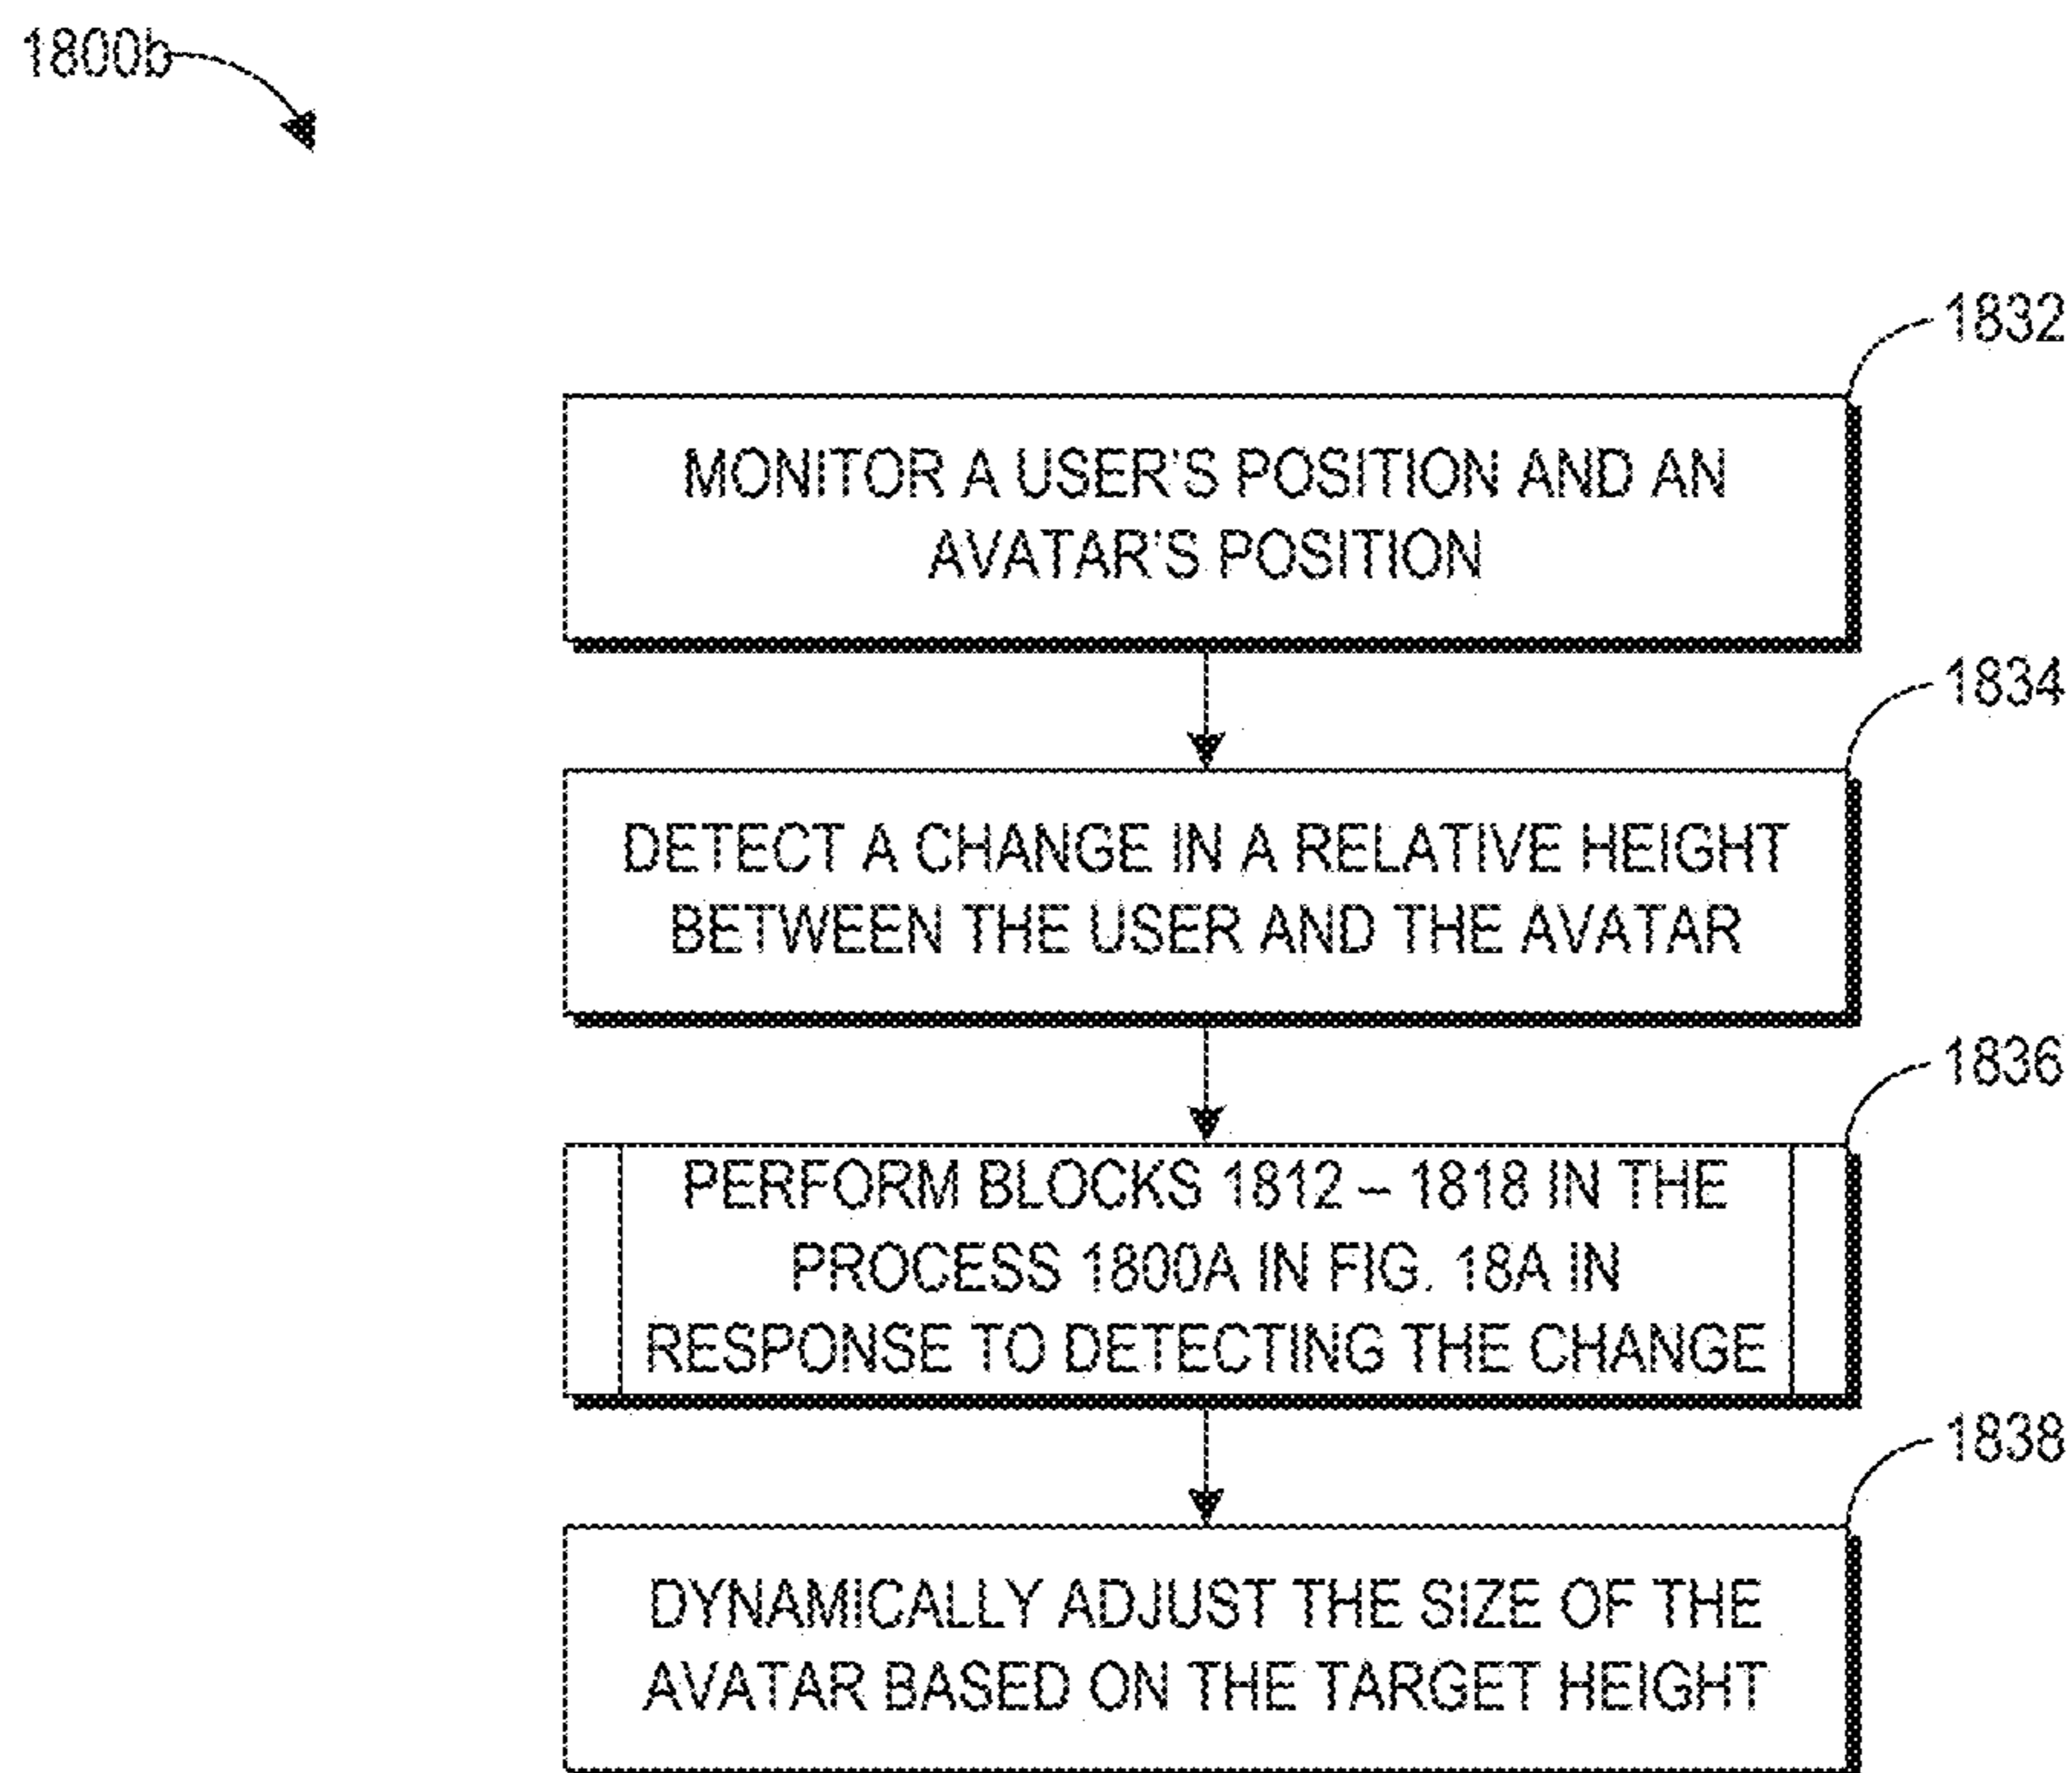 1800b
1832
MONITOR A USER'S POSITION AND AN
AVATAR'S POSITION
1834
DETECT A CHANGE IN A RELATIVE HEIGHT
BETWEEN THE USER AND THE AVATAR
1836
PERFORM BLOCKS 1812 – 1818 IN THE
PROCESS 1800A IN FIG. 18A IN
RESPONSE TO DETECTING THE CHANGE
1838
DYNAMICALLY ADJUST THE SIZE OF THE
AVATAR BASED ON THE TARGET HEIGHT